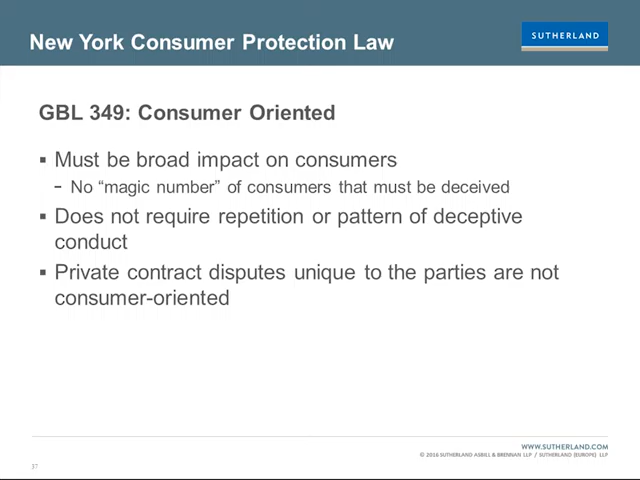 New York Consumer Protection Law
SUTHERLAND
GBL 349: Consumer Oriented
▪ Must be broad impact on consumers
– No “magic number” of consumers that must be deceived
▪ Does not require repetition or pattern of deceptive
conduct
▪ Private contract disputes unique to the parties are not
consumer-oriented
WWW.SUTHERLAND.COM
© 2016 SUTHERLAND ASBILL & BRENNAN LLP / SUTHERLAND (EUROPE) LLP
37